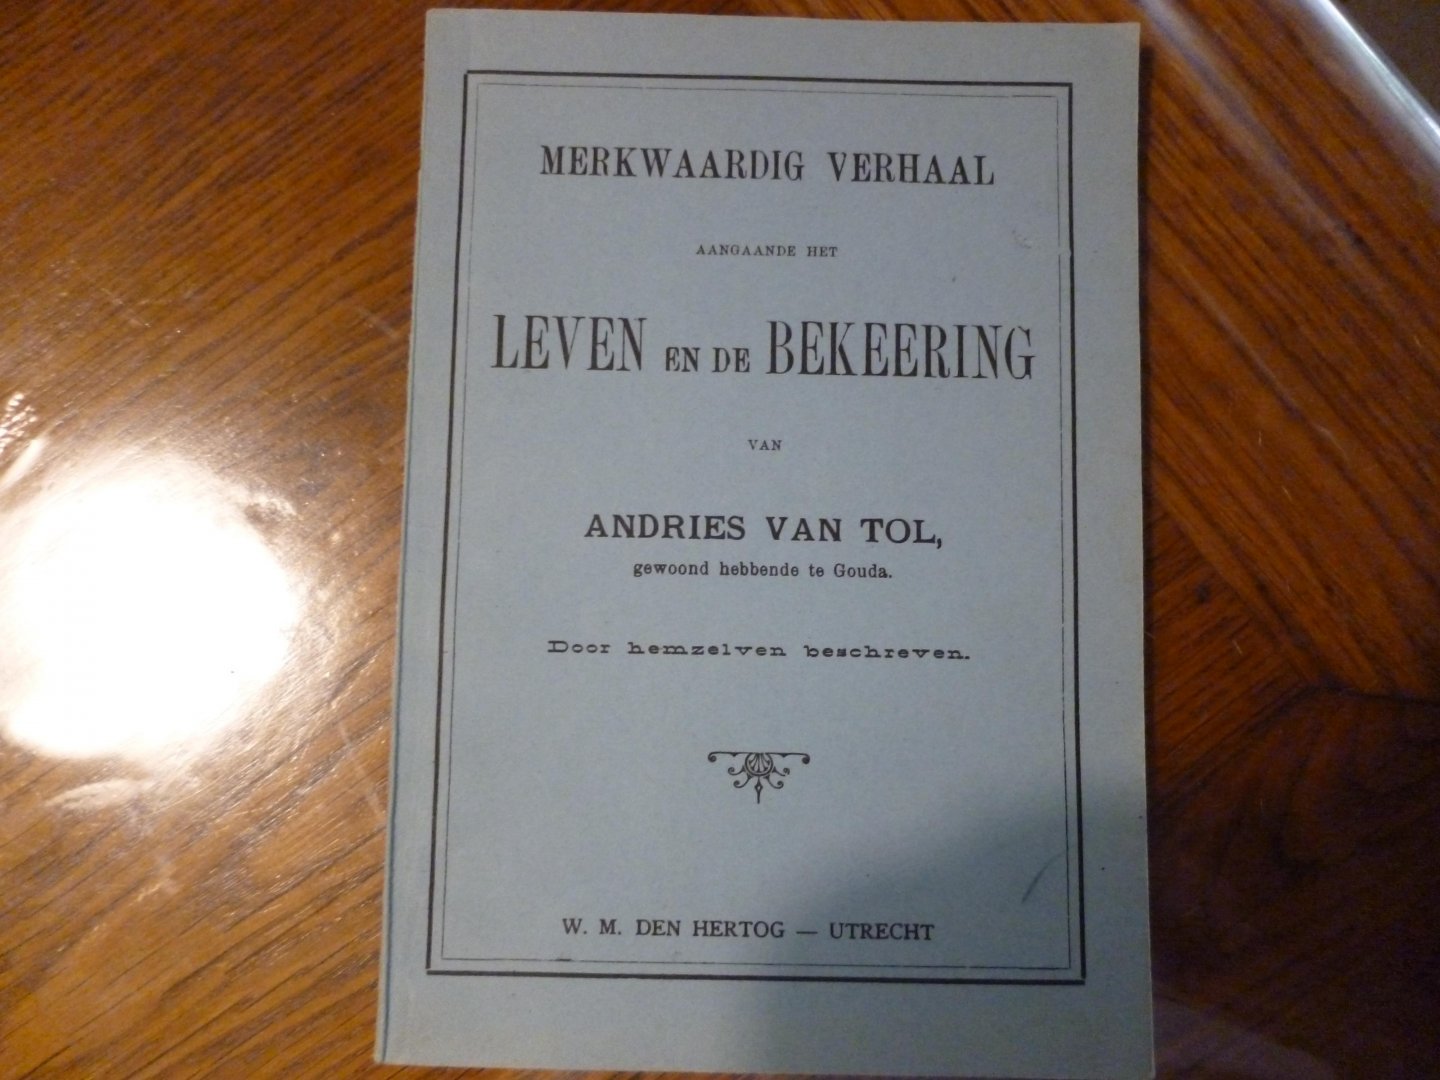 MERKWAARDIG VERHAAL
AANGAANDE HET
LEVEN EN DE BEKEERING
VAN
ANDRIES VAN TOL,
gewoond hebbende te Gouda.
Door hemzelven beschreven.
W. M. DEN HERTOG — UTRECHT